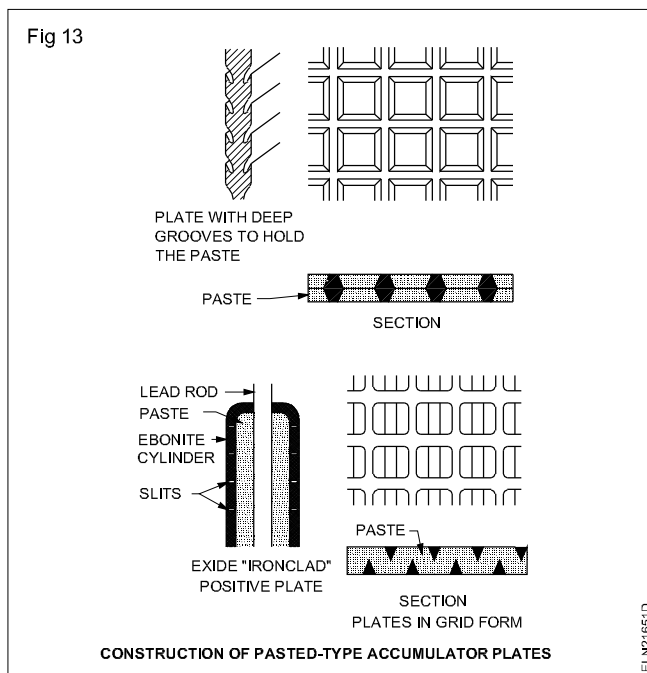 Fig 13
PLATE WITH DEEP
GROOVES TO HOLD
THE PASTE
PASTE
SECTION
LEAD ROD
PASTE
EBONITE
CYLINDER
SLITS
EXIDE "IRONCLAD"
POSITIVE PLATE
PASTE
SECTION
PLATES IN GRID FORM
CONSTRUCTION OF PASTED-TYPE ACCUMULATOR PLATES
ELN21651D